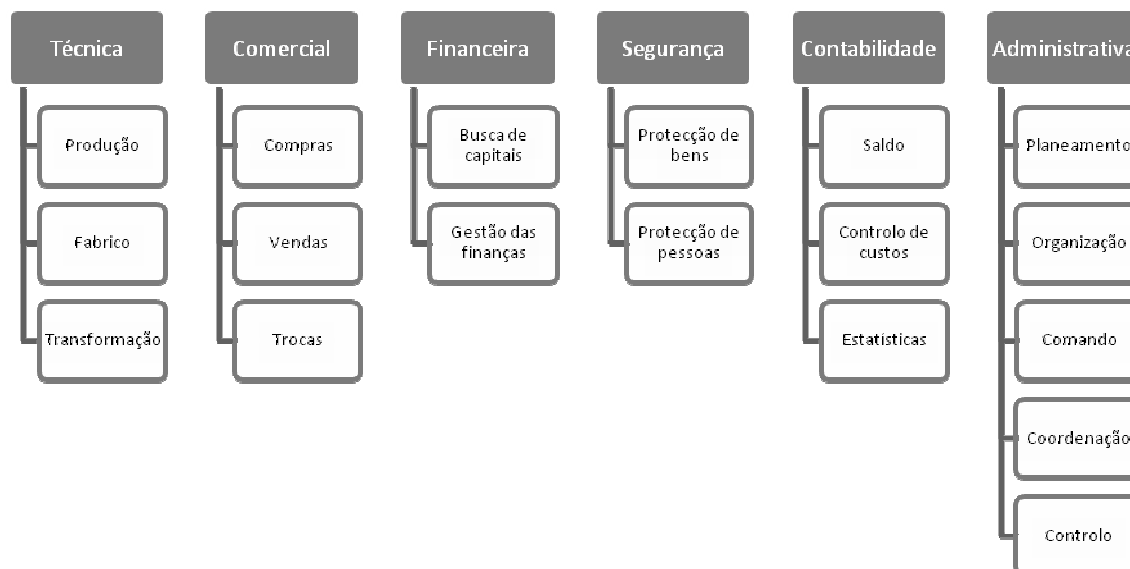 Técnica
Produção
Fabrico
Transformação
Comercial
Compras
Vendas
Trocas
Financeira
Busca de
capitais
Gestão das
finanças
Segurança
Protecção de
bens
Protecção de
pessoas
Contabilidade
Saldo
Controlo de
custos
Estatísticas
Administrativa
Planeamento
Organização
Comando
Coordenação
Controlo